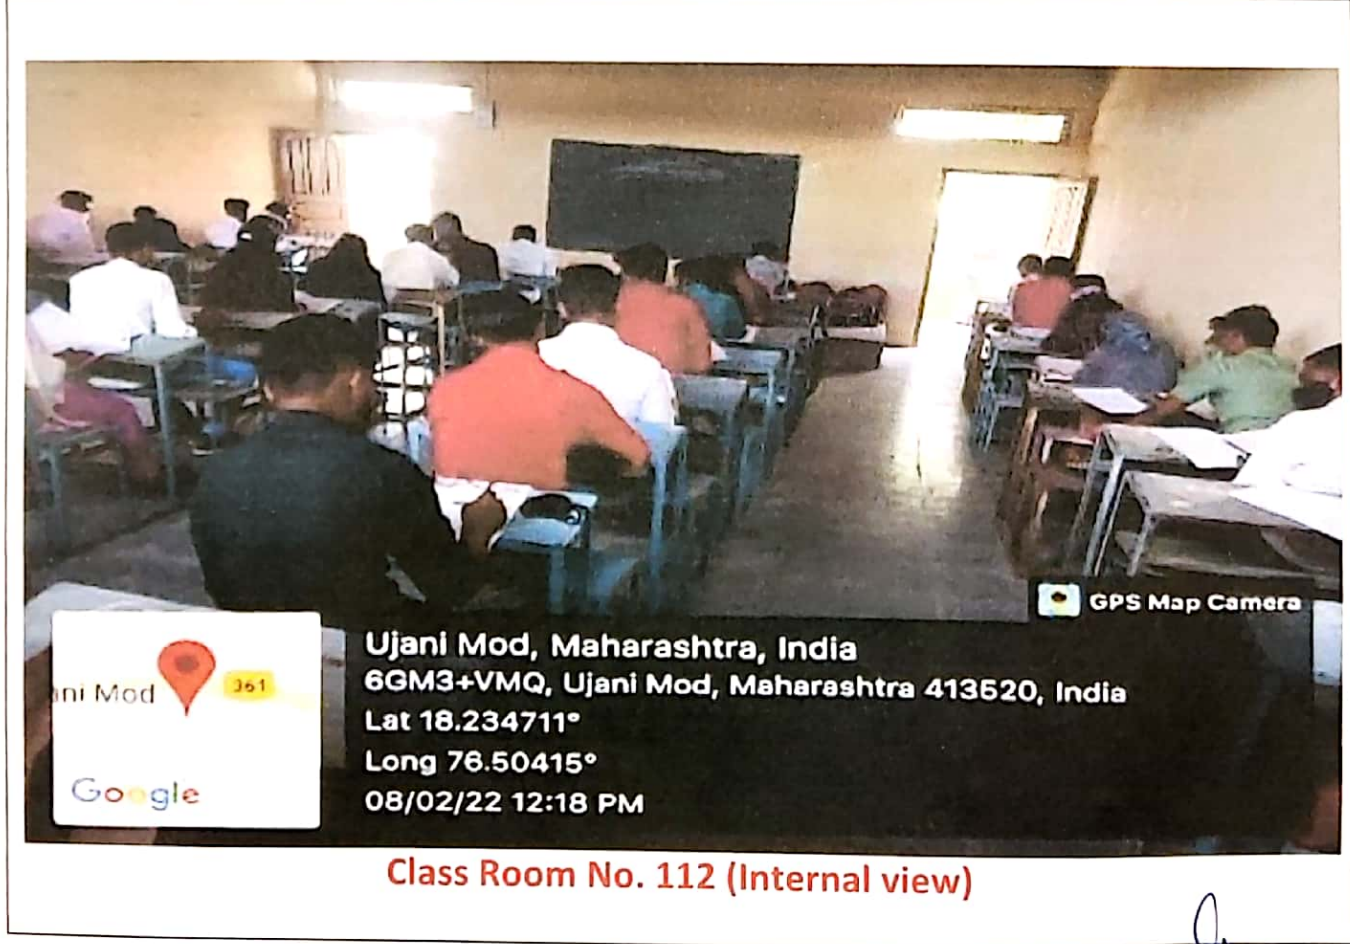 GPS Map Camera
Ujani Mod, Maharashtra, India
6GM3+VMQ, Ujani Mod, Maharashtra 413520, India
Lat 18.234711°
Long 76.50415°
08/02/22 12:18 PM
ani Mod
361
Google
Class Room No. 112 (Internal view)